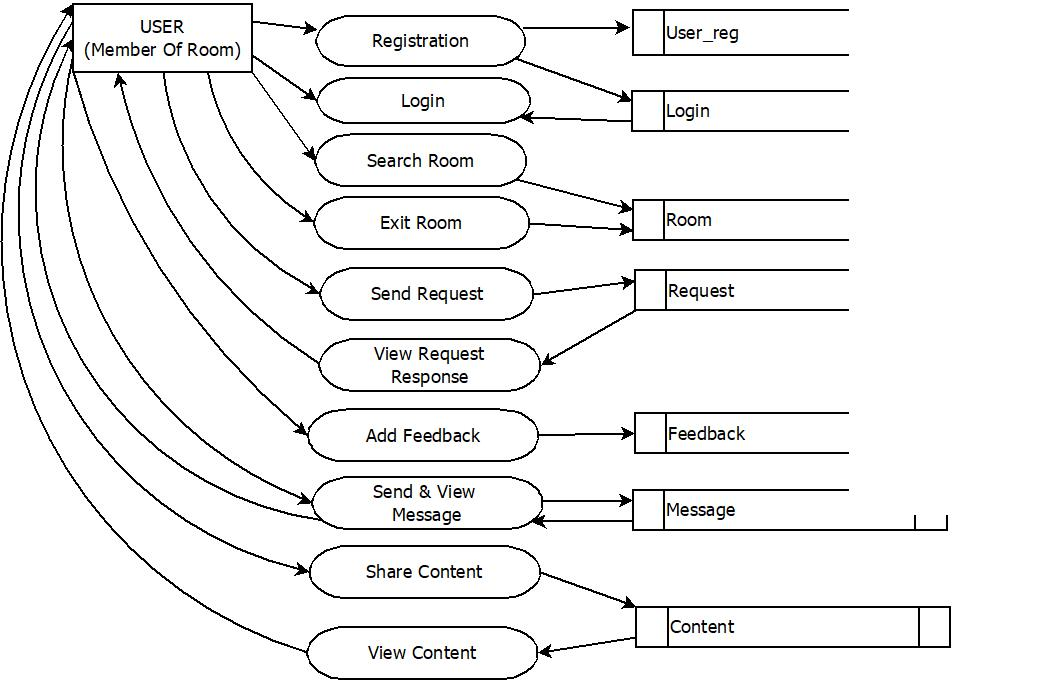 USER
(Member Of Room)
Registration
User_reg
Login
Login
Search Room
Exit Room
Room
Send Request
Request
View Request
Response
Add Feedback
Feedback
Send & View
Message
Message
Share Content
Content
View Content